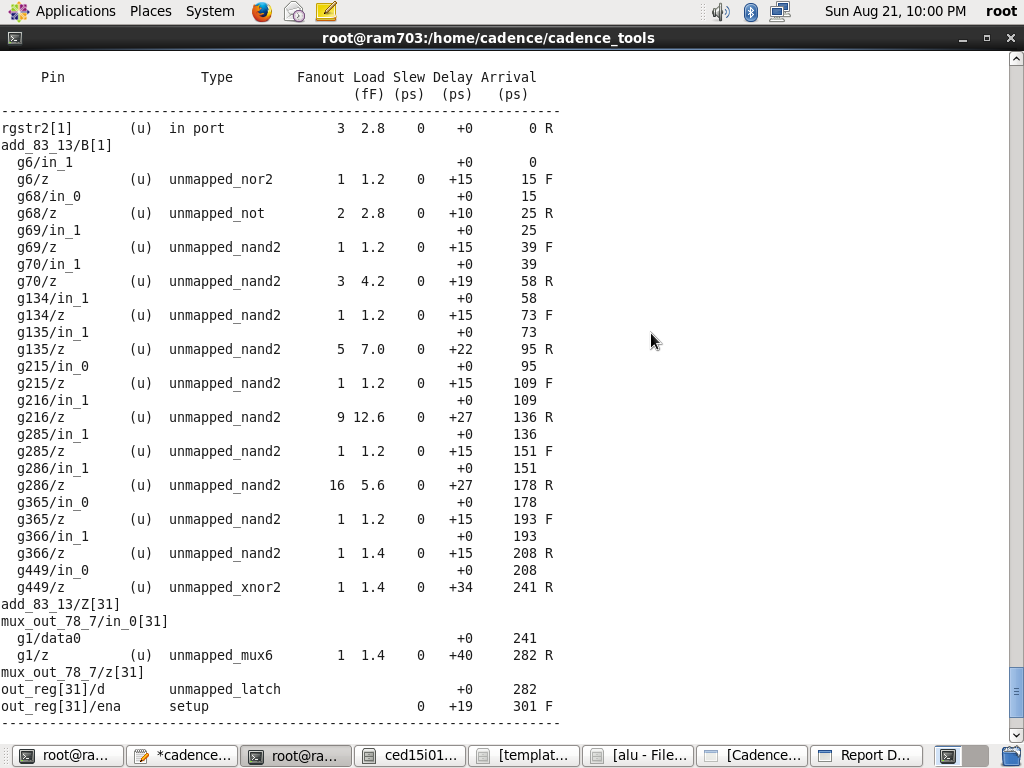 Applications Places System Sun Aug 21, 10:00 PM root
root@ram703:/home/cadence/cadence_tools
Pin Type Fanout Load Slew Delay Arrival
(fF) (ps) (ps) (ps)
----------------------------------------------------------------------
rgstr2[1] (u) in port 3 2.8 0 +0 0 R
add_83_13/B[1]
g6/in_1 +0 0
g6/z (u) unmapped_nor2 1 1.2 0 +15 15 F
g68/in_0 +0 15
g68/z (u) unmapped_not 2 2.8 0 +10 25 R
g69/in_1 +0 25
g69/z (u) unmapped_nand2 1 1.2 0 +15 39 F
g70/in_1 +0 39
g70/z (u) unmapped_nand2 3 4.2 0 +19 58 R
g134/in_1 +0 58
g134/z (u) unmapped_nand2 1 1.2 0 +15 73 F
g135/in_1 +0 73
g135/z (u) unmapped_nand2 5 7.0 0 +22 95 R
g215/in_0 +0 95
g215/z (u) unmapped_nand2 1 1.2 0 +15 109 F
g216/in_1 +0 109
g216/z (u) unmapped_nand2 9 12.6 0 +27 136 R
g285/in_1 +0 136
g285/z (u) unmapped_nand2 1 1.2 0 +15 151 F
g286/in_1 +0 151
g286/z (u) unmapped_nand2 16 5.6 0 +27 178 R
g365/in_0 +0 178
g365/z (u) unmapped_nand2 1 1.2 0 +15 193 F
g366/in_1 +0 193
g366/z (u) unmapped_nand2 1 1.4 0 +15 208 R
g449/in_0 +0 208
g449/z (u) unmapped_xnor2 1 1.4 0 +34 241 R
add_83_13/Z[31]
mux_out_78_7/in_0[31]
g1/data0 +0 241
g1/z (u) unmapped_mux6 1 1.4 0 +40 282 R
mux_out_78_7/z[31]
out_reg[31]/d unmapped_latch +0 282
out_reg[31]/ena setup 0 +19 301 F
----------------------------------------------------------------------
root@ra... *cadence... root@ra... ced15i01... [templat... [alu - File... [Cadence... Report D...